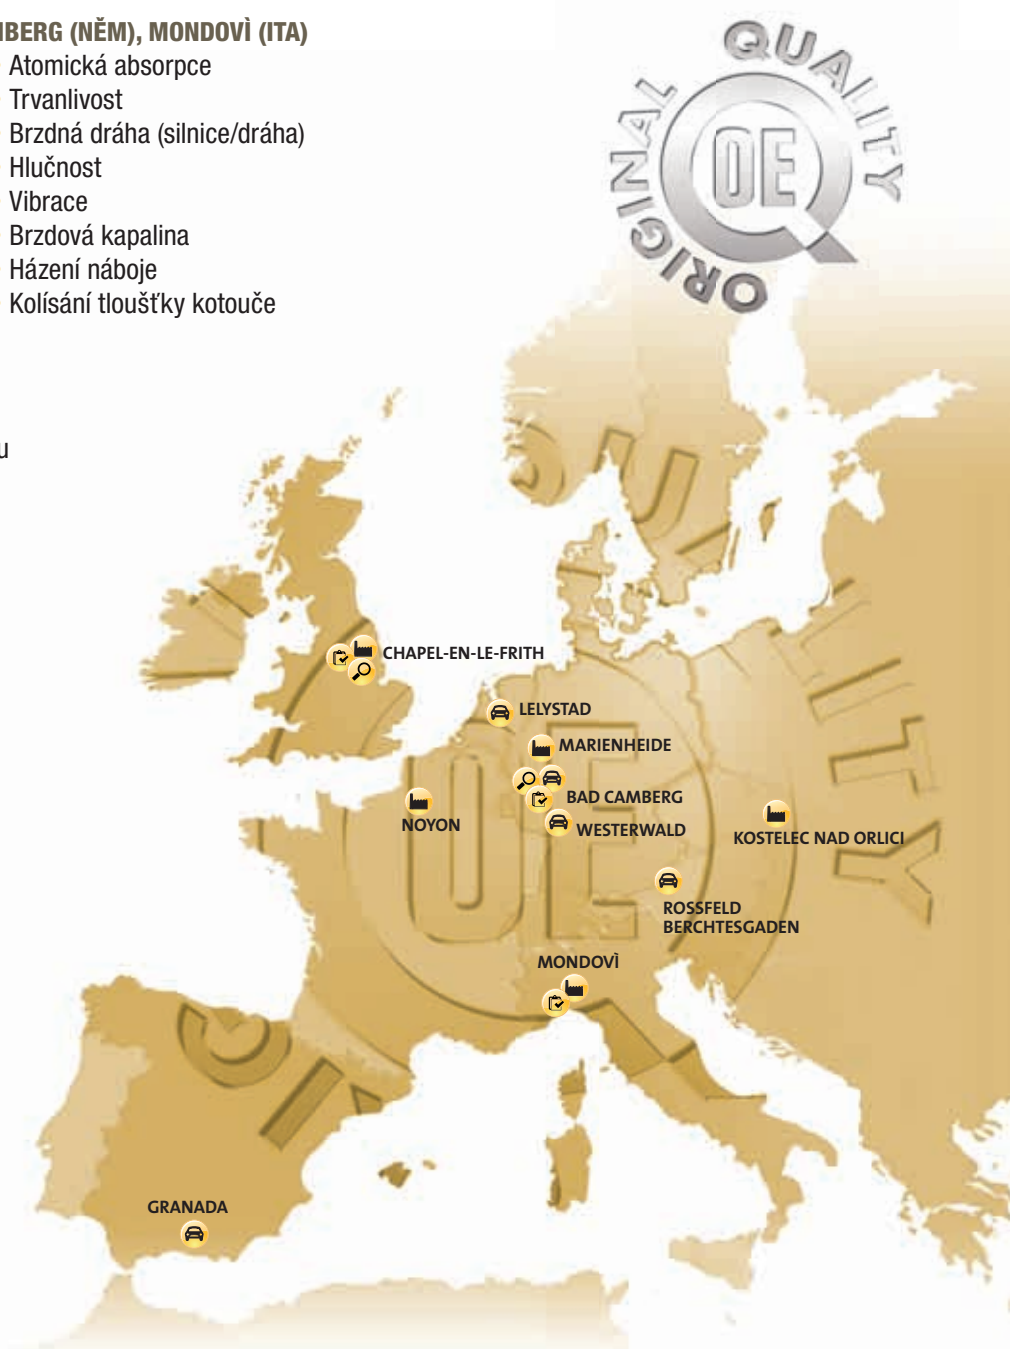 MBERG (NĚM), MONDOVÌ (ITA)
Atomická absorpce
Trvanlivost
Brzdná dráha (silnice/dráha)
Hlučnost
Vibrace
Brzdová kapalina
Házení náboje
Kolísání tloušťky kotouče
u
ORIGINAL QUALITY
OE
CHAPEL-EN-LE-FRITH
LELYSTAD
MARIENHEIDE
BAD CAMBERG
NOYON
WESTERWALD
KOSTELEC NAD ORLICI
ROSSFELD
BERCHTESGADEN
MONDOVÌ
GRANADA